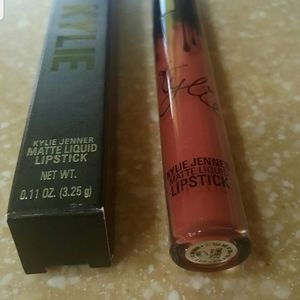 KYLIE
KYLIE JENNER
MATTE LIQUID
LIPSTICK
NET WT.
0.11 OZ. (3.25 g)
Kylie
KYLIE JENNER
MATTE LIQUID
LIPSTICK